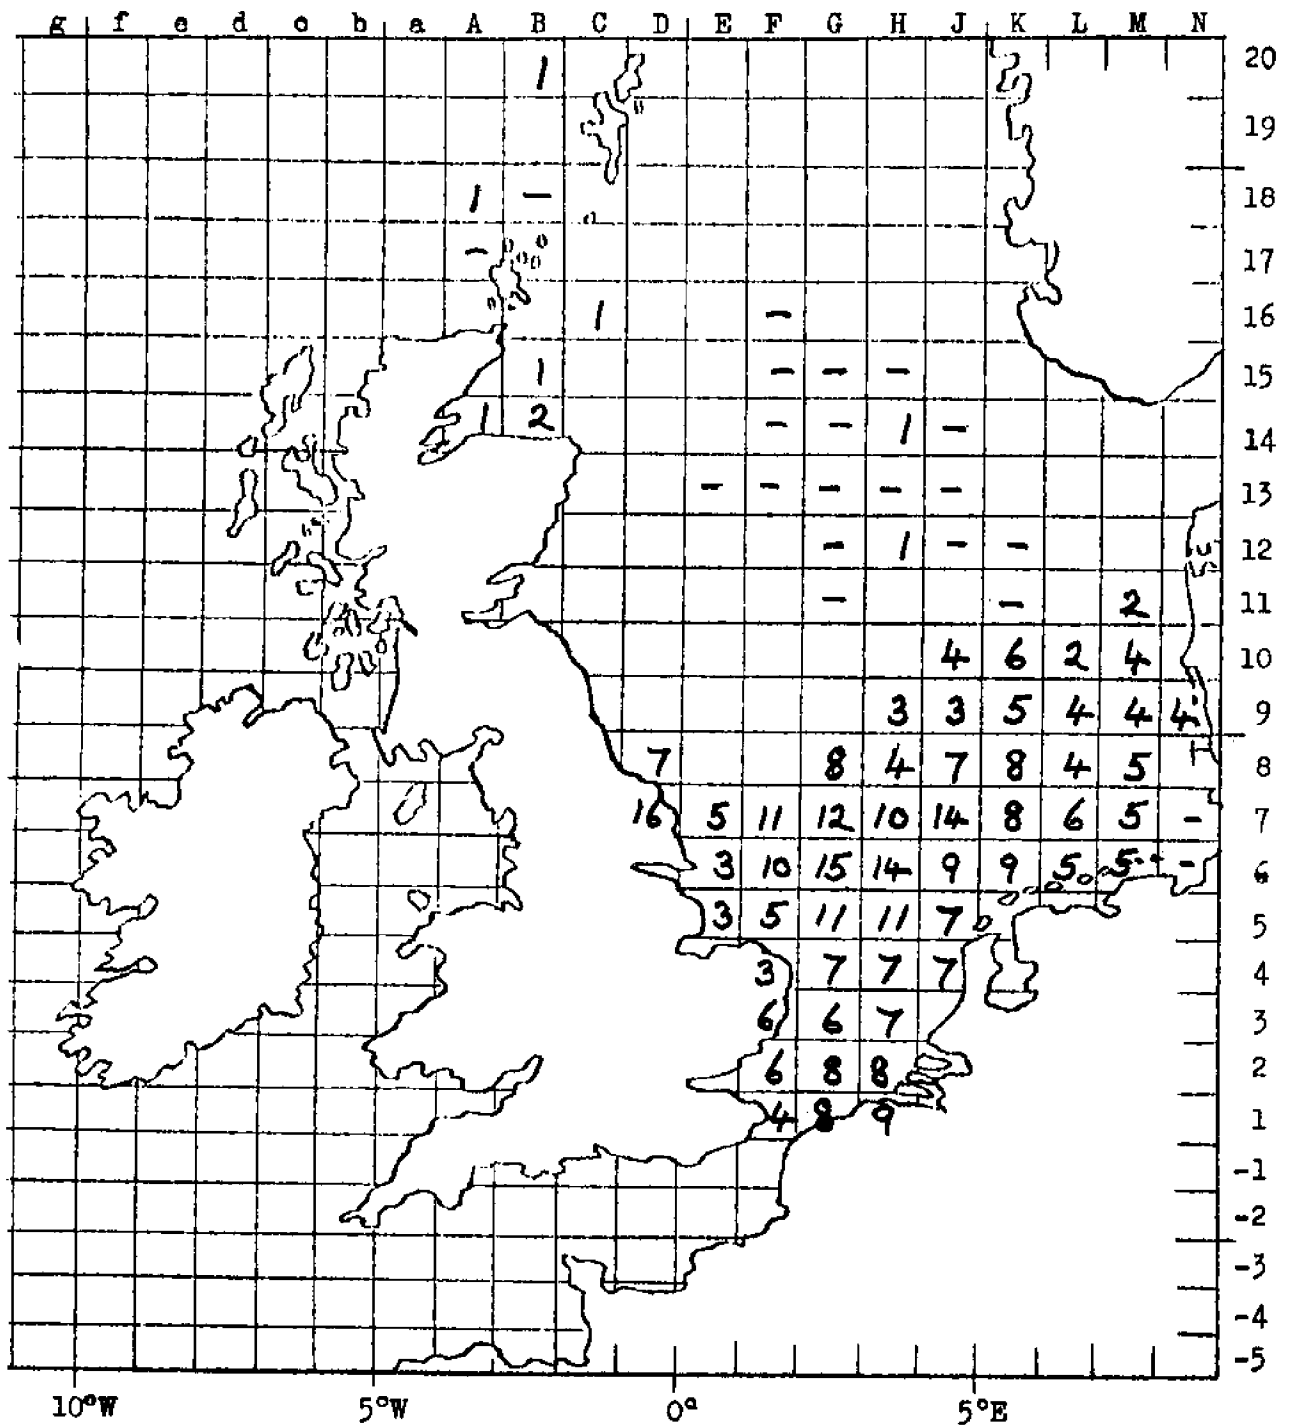 g f e d c b a A B C D E F G H J K L M N
1 20
19
1 – 18
– 17
1 – 16
1 – – – 15
1 2 – – 1 – 14
– – – – – 13
– 1 – – 12
– – 2 11
4 6 2 4 10
3 3 5 4 4 4 9
7 8 4 7 8 4 5 8
16 5 11 12 10 14 8 6 5 – 7
3 10 15 14 9 9 5 5 – 6
3 5 11 11 7 5
3 7 7 7 4
6 6 7 3
6 8 8 2
4 8 9 1
-1
-2
-3
-4
-5
10°W 5°W 0° 5°E